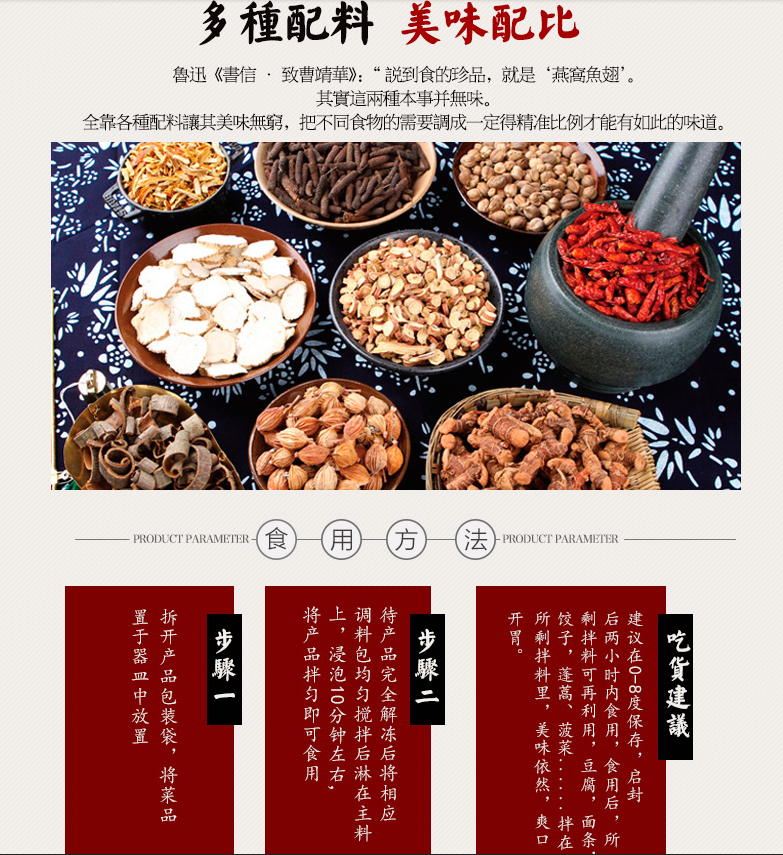 多種配料 美味配比
魯迅《書信 · 致曹靖華》：“ 説到食的珍品，就是‘燕窩魚翅’。
其實這兩種本事并無味。
全靠各種配料讓其美味無窮，把不同食物的需要調成一定得精准比例才能有如此的味道。
PRODUCT PARAMETER 食用方法 PRODUCT PARAMETER
步驟一
拆开产品包装袋，将菜品
置于器皿中放置
步驟二
待产品完全解冻后将相应
调料包均匀搅拌后淋在主料
上，浸泡10分钟左右，
将产品拌匀即可食用
吃貨建議
建议在0-8度保存，启封
后两小时内食用，食用后，所
剩拌料可再利用，豆腐，面条，
饺子，蓬蒿、菠菜......拌在
所剩拌料里，美味依然，爽口
开胃。